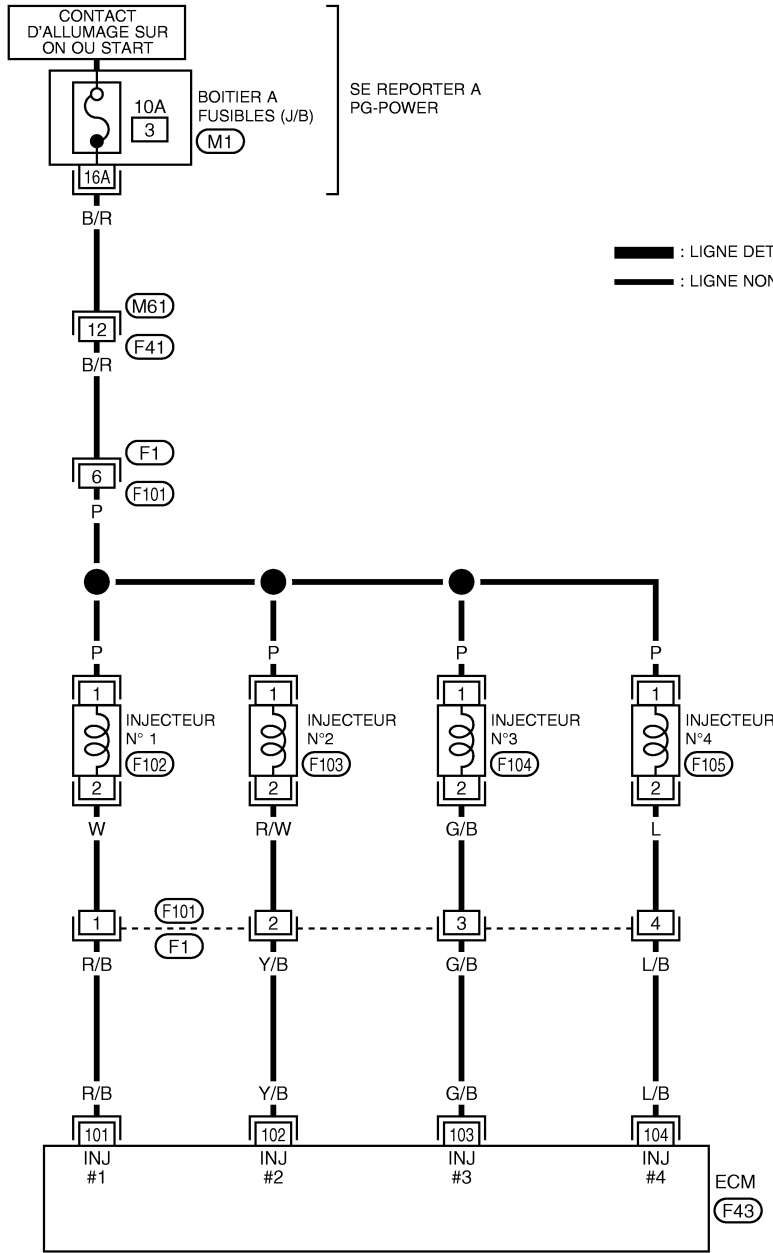 CONTACT
D'ALLUMAGE SUR
ON OU START
10A
3
BOITIER A
FUSIBLES (J/B)
M1
SE REPORTER A
PG-POWER
16A
B/R
: LIGNE DET
: LIGNE NON
M61
12
F41
B/R
F1
6
F101
P
P P P P
1 1 1 1
INJECTEUR
N° 1
F102
INJECTEUR
N°2
F103
INJECTEUR
N°3
F104
INJECTEUR
N°4
F105
2 2 2 2
W R/W G/B L
F101
1 2 3 4
F1
R/B Y/B G/B L/B
R/B Y/B G/B L/B
101 102 103 104
INJ INJ INJ INJ
#1 #2 #3 #4
ECM
F43